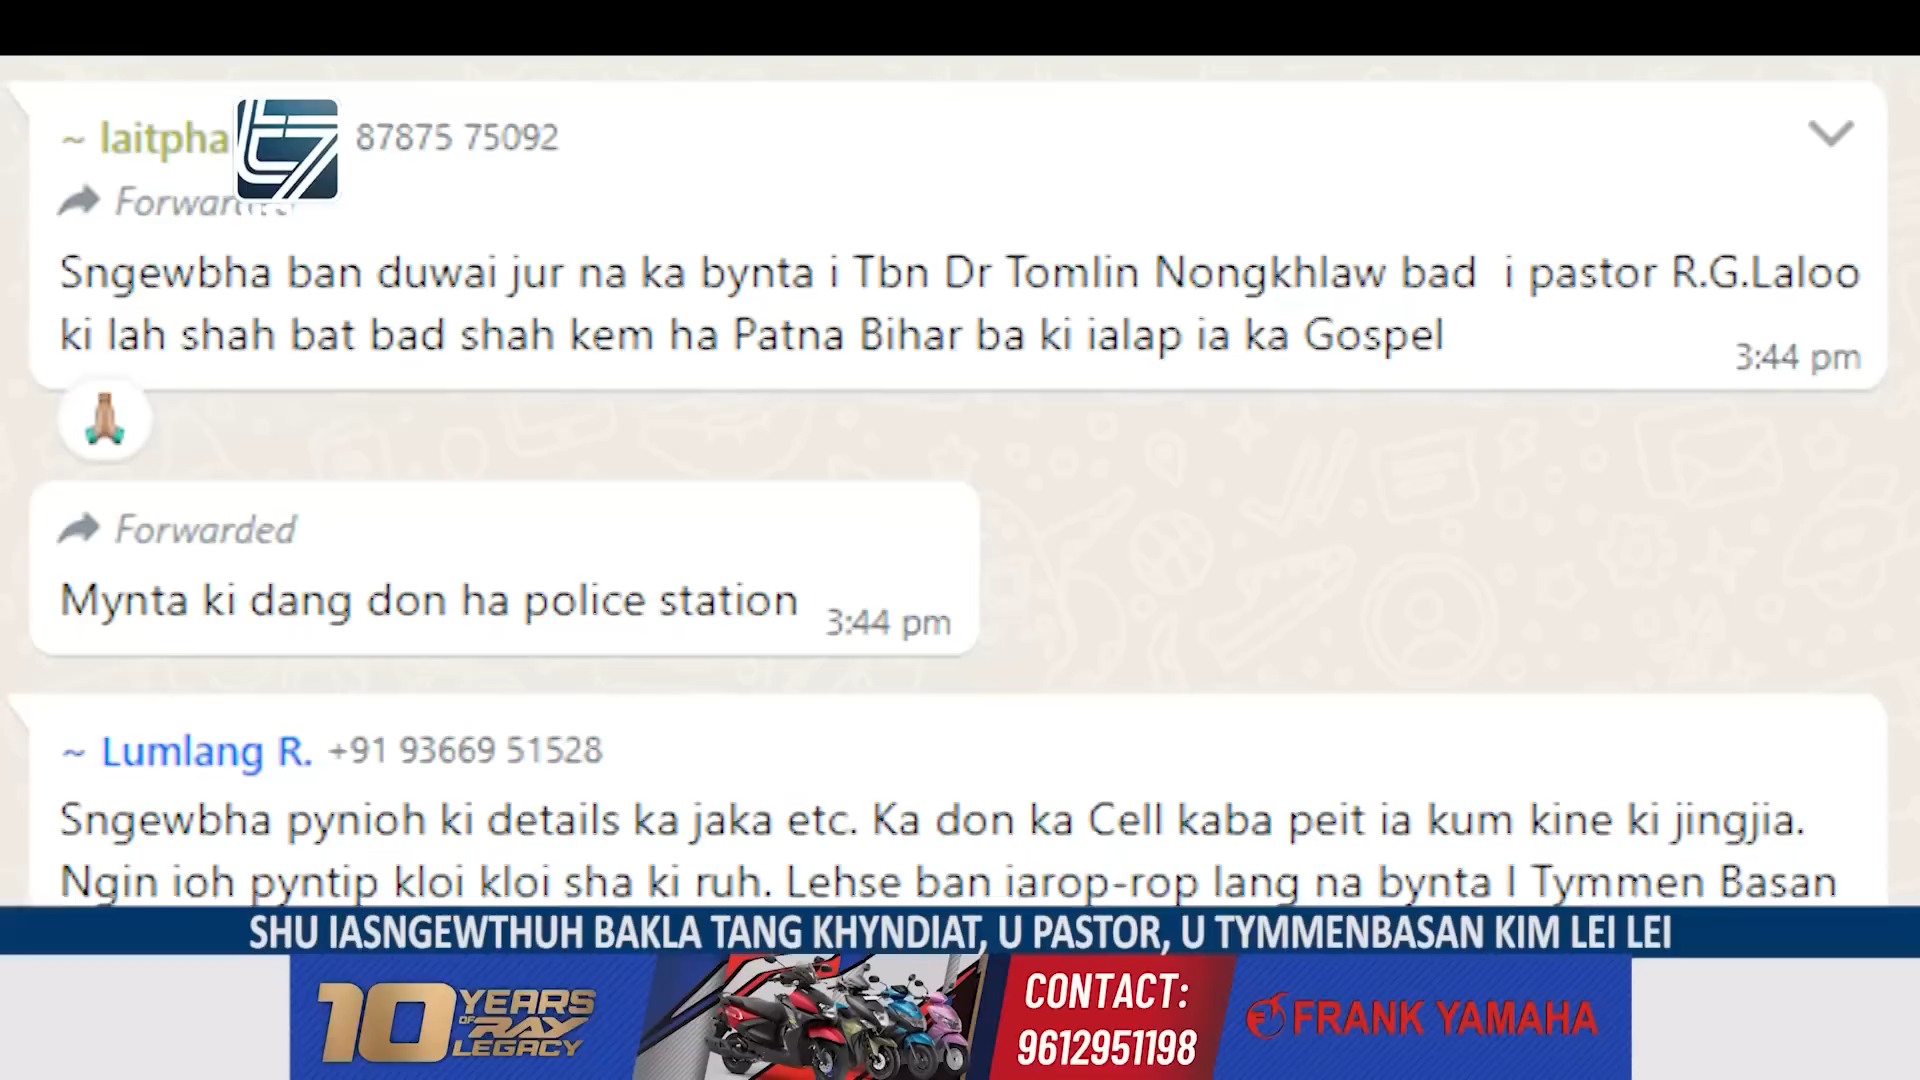 ~ laitpha 87875 75092
Forwarded
Sngewbha ban duwai jur na ka bynta i Tbn Dr Tomlin Nongkhlaw bad i pastor R.G.Laloo
ki lah shah bat bad shah kem ha Patna Bihar ba ki ialap ia ka Gospel
3:44 pm
Forwarded
Mynta ki dang don ha police station
3:44 pm
~ Lumlang R. +91 93669 51528
Sngewbha pynioh ki details ka jaka etc. Ka don ka Cell kaba peit ia kum kine ki jingjia.
Ngin ioh pyntip kloi kloi sha ki ruh. Lehse ban iarop-rop lang na bynta I Tymmen Basan
SHU IASNGEWTHUH BAKLA TANG KHYNDIAT, U PASTOR, U TYMMENBASAN KIM LEI LEI
10 YEARS
OF RAY
LEGACY
CONTACT:
9612951198
FRANK YAMAHA